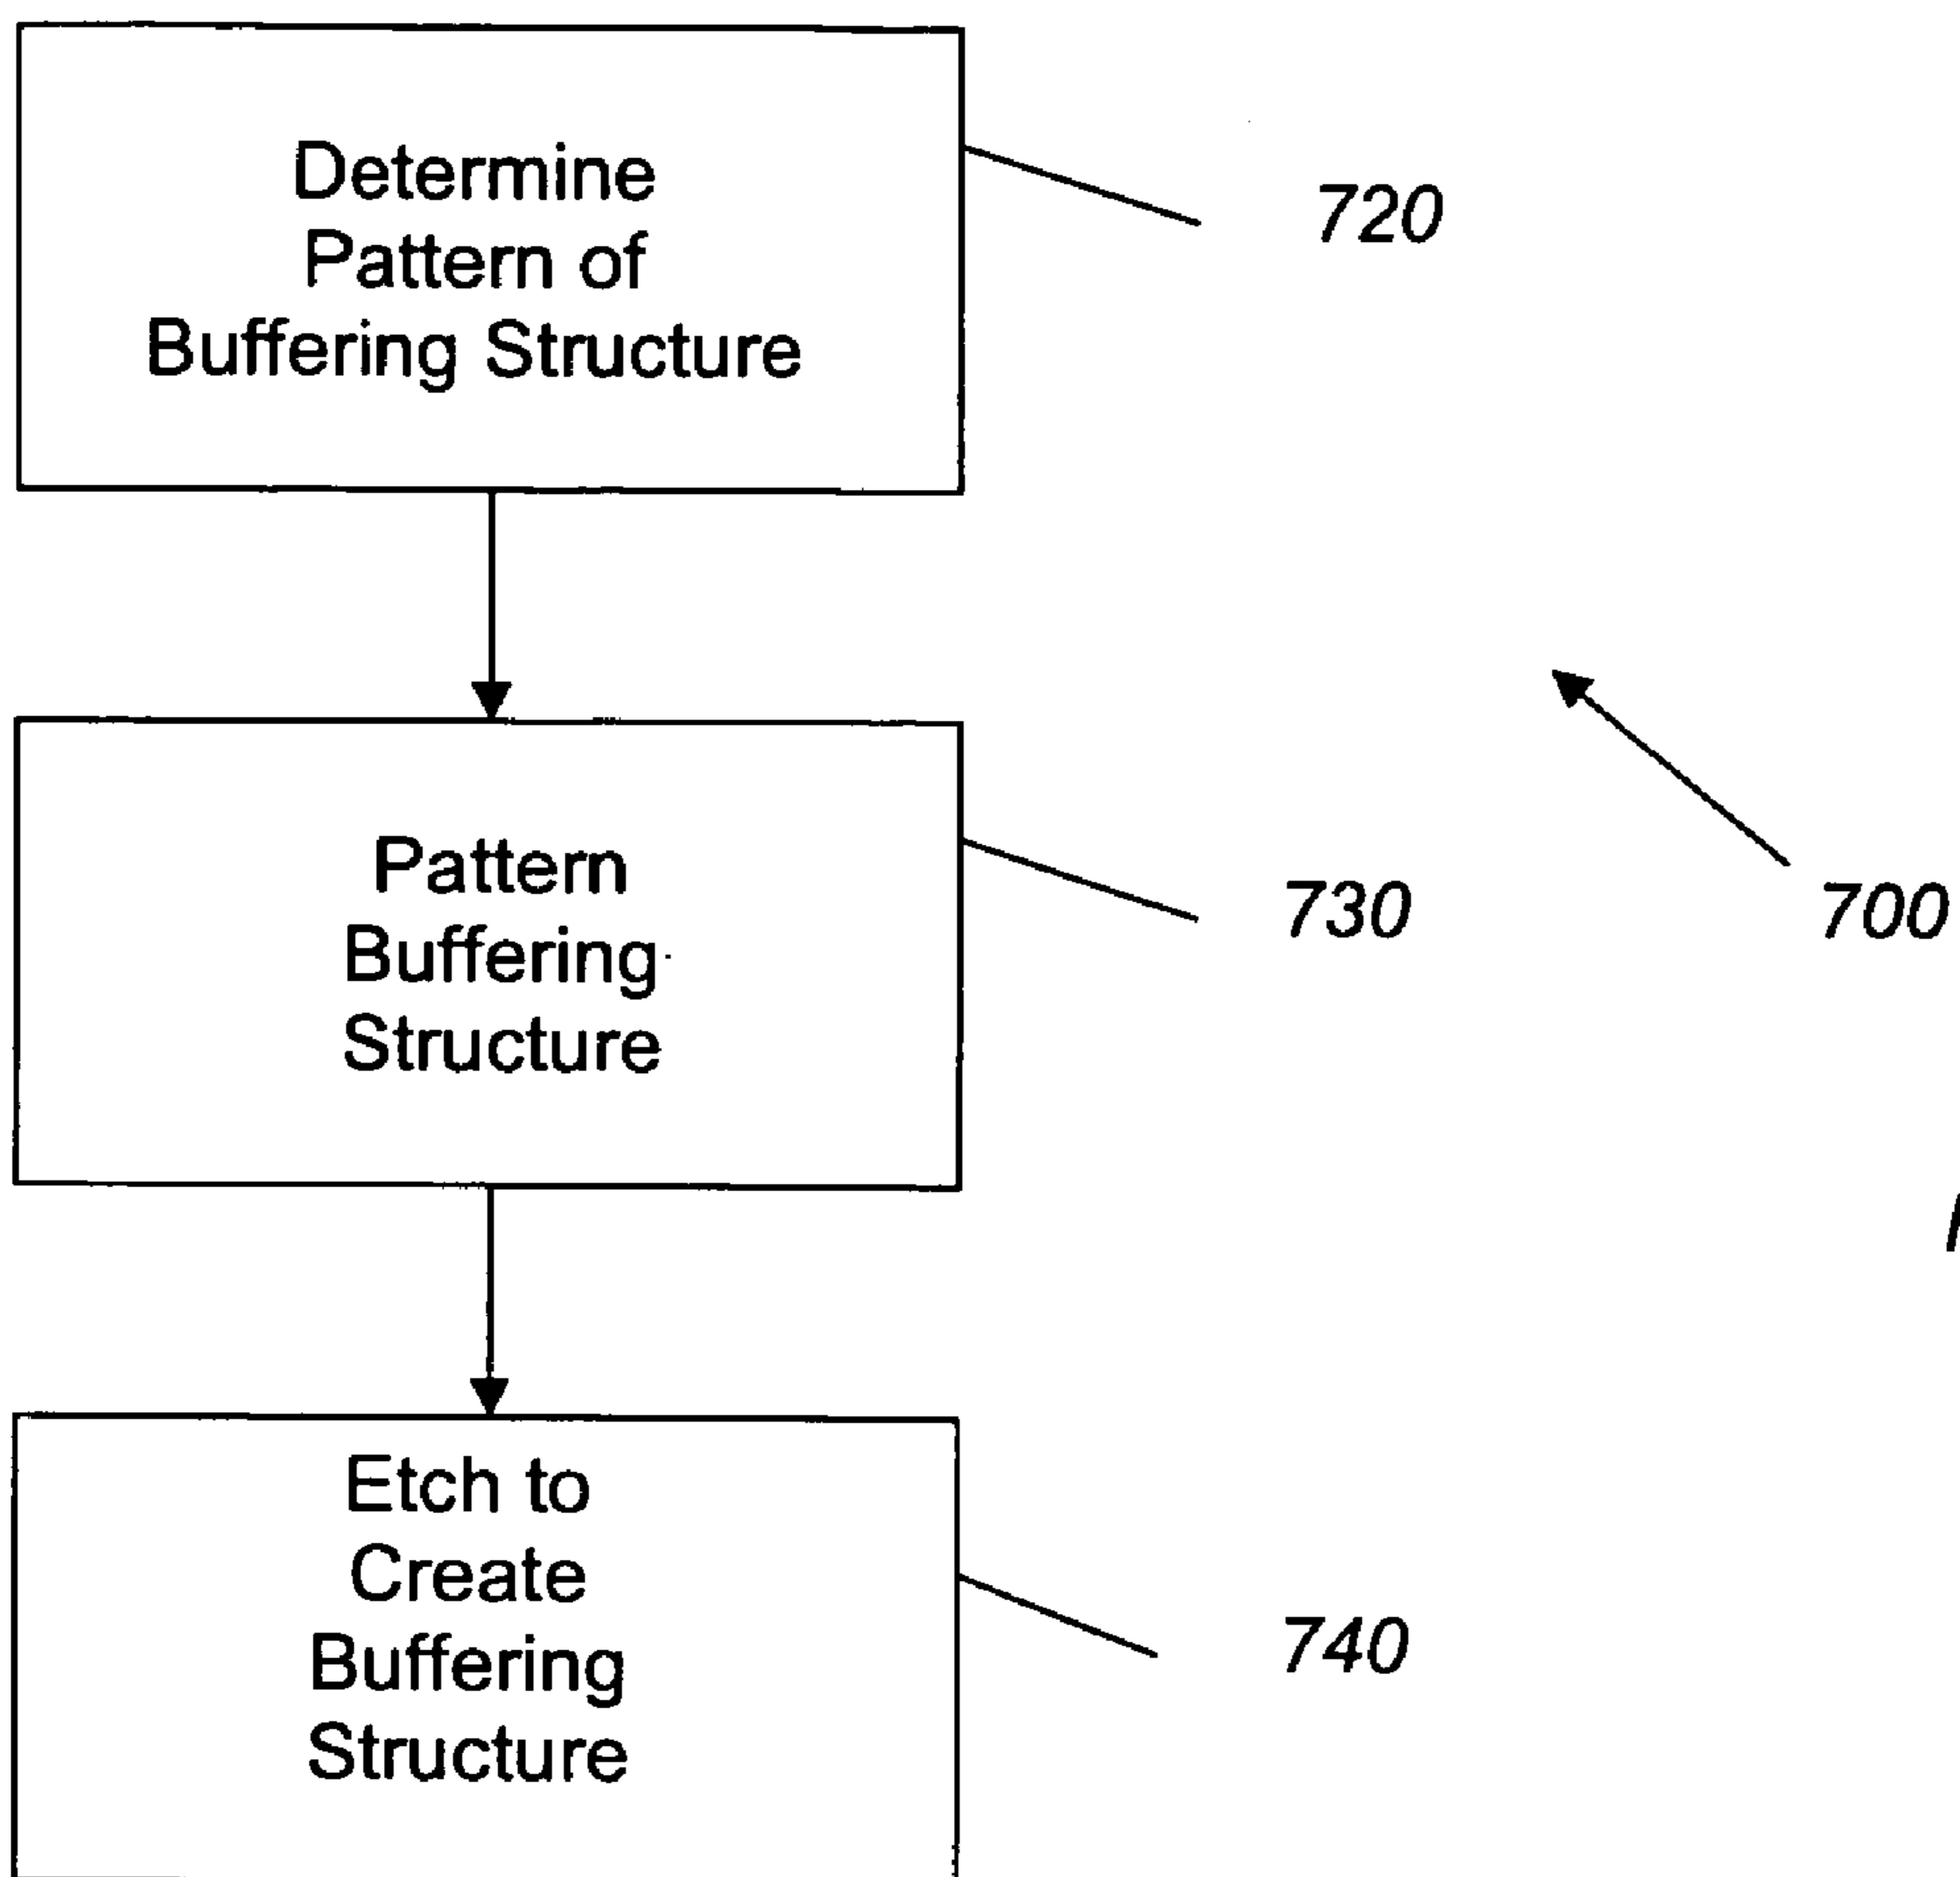 Determine
Pattern of
Buffering Structure
720
Pattern
Buffering
Structure
730
700
Etch to
Create
Buffering
Structure
740